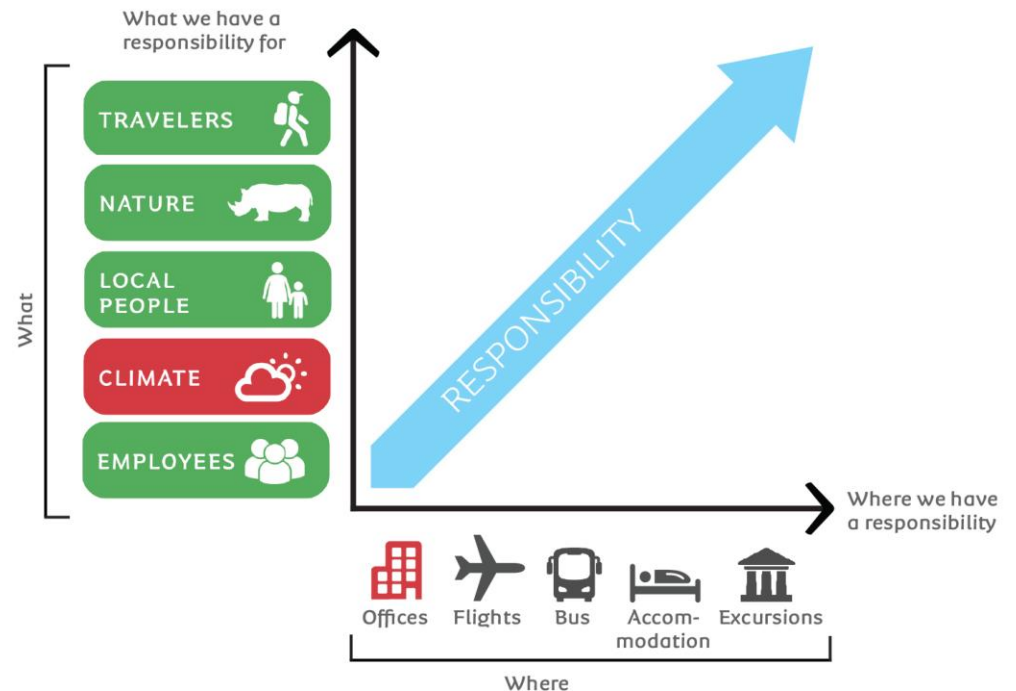 What we have a
responsibility for
What
TRAVELERS
NATURE
LOCAL
PEOPLE
CLIMATE
EMPLOYEES
RESPONSIBILITY
Where we have
a responsibility
Offices
Flights
Bus
Accom-
modation
Excursions
Where